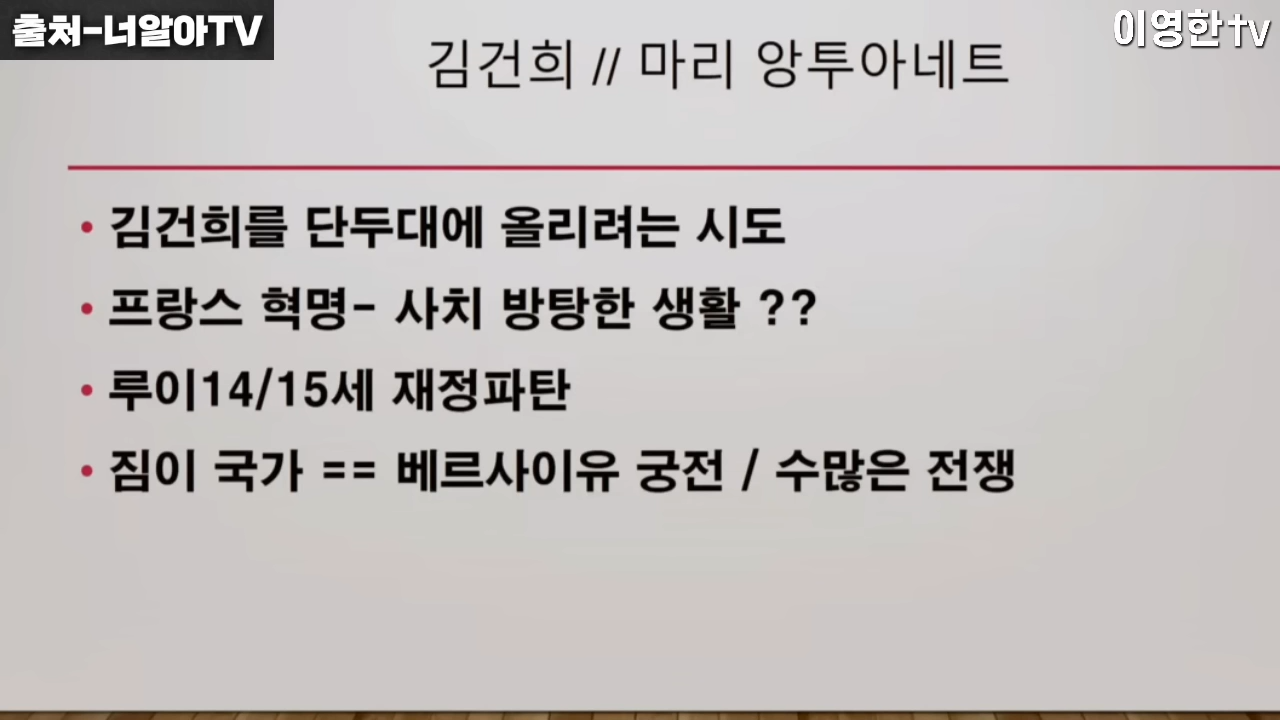 출처-너알아TV
이영한tv
김건희 // 마리 앙투아네트
• 김건희를 단두대에 올리려는 시도
• 프랑스 혁명- 사치 방탕한 생활 ??
• 루이14/15세 재정파탄
• 짐이 국가 == 베르사이유 궁전 / 수많은 전쟁